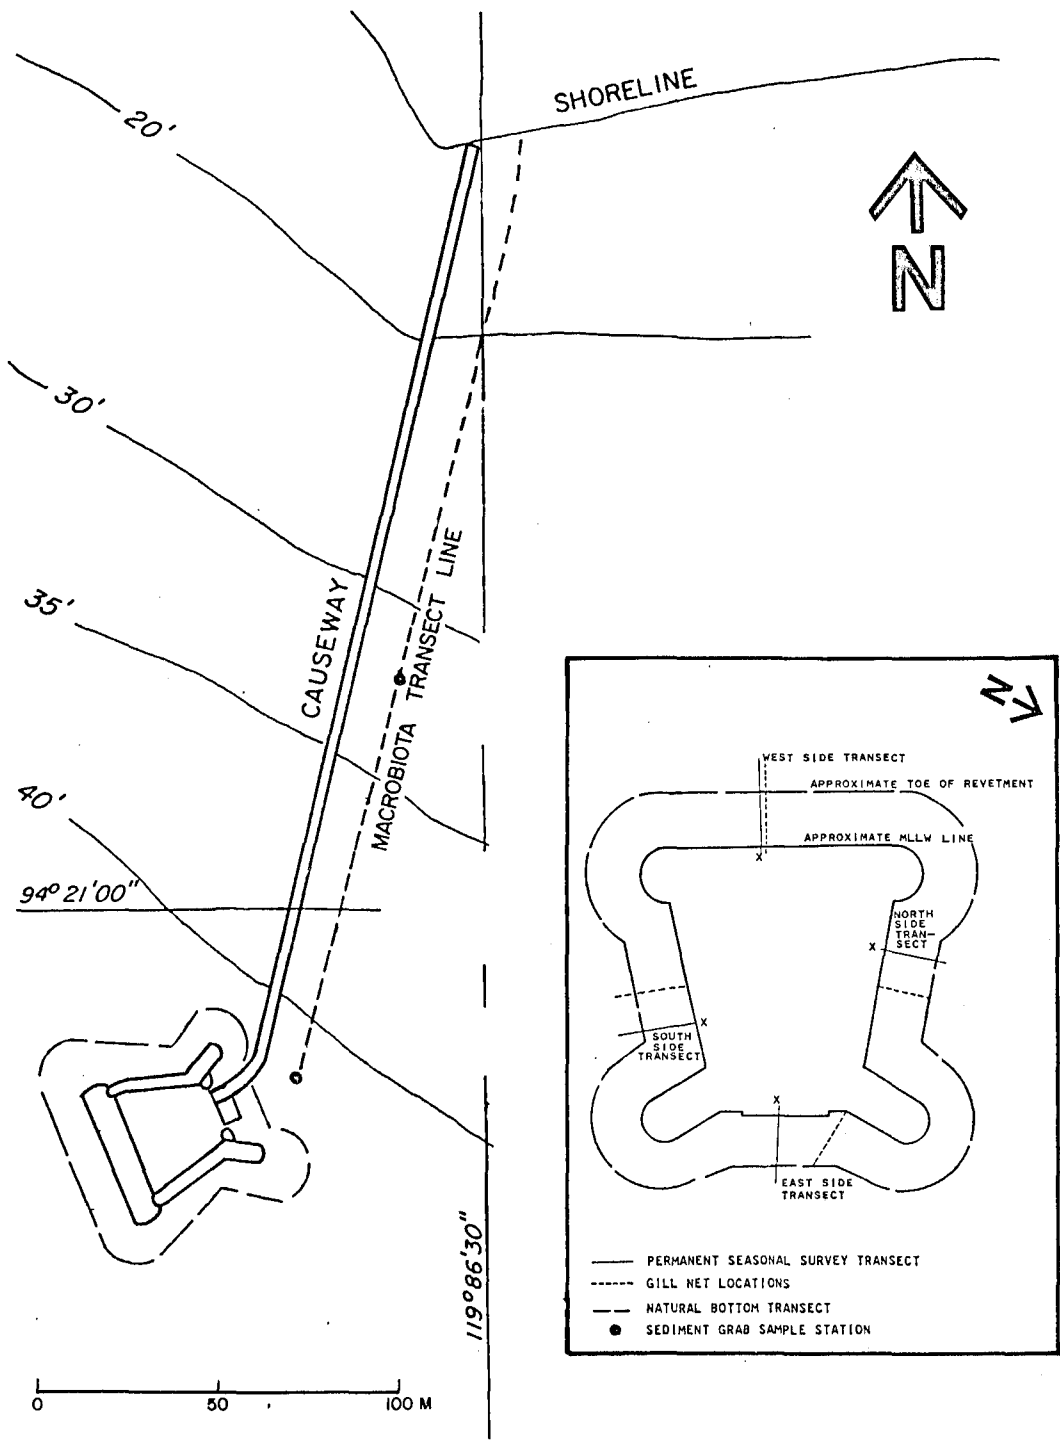 SHORELINE
20'
N
30'
35'
40'
CAUSEWAY
MACROBIOTA TRANSECT LINE
94° 21' 00"
119° 86' 30"
0 50 100 M
N
WEST SIDE TRANSECT
APPROXIMATE TOE OF REVETMENT
APPROXIMATE MLLW LINE
X
NORTH
SIDE
TRAN-
SECT
X
X
SOUTH
SIDE
TRANSECT
X
EAST SIDE
TRANSECT
PERMANENT SEASONAL SURVEY TRANSECT
GILL NET LOCATIONS
NATURAL BOTTOM TRANSECT
SEDIMENT GRAB SAMPLE STATION